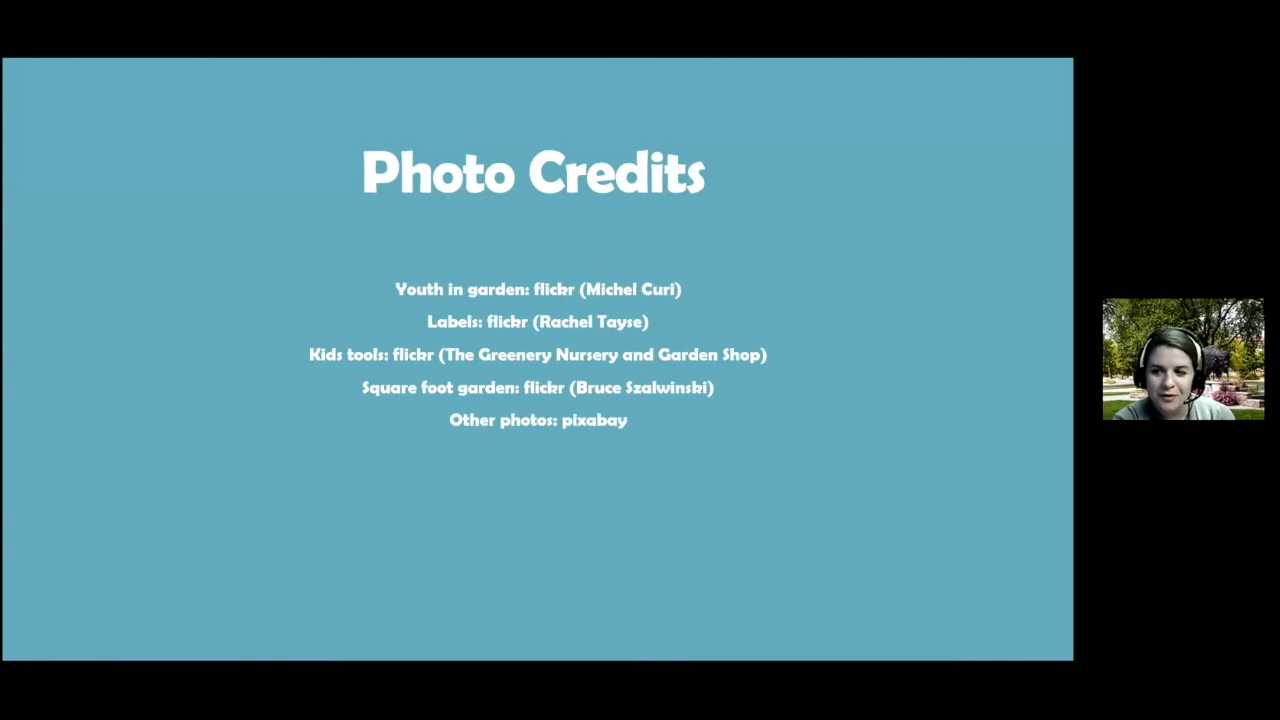 Photo Credits
Youth in garden: flickr (Michel Curi)
Labels: flickr (Rachel Tayse)
Kids tools: flickr (The Greenery Nursery and Garden Shop)
Square foot garden: flickr (Bruce Szalwinski)
Other photos: pixabay